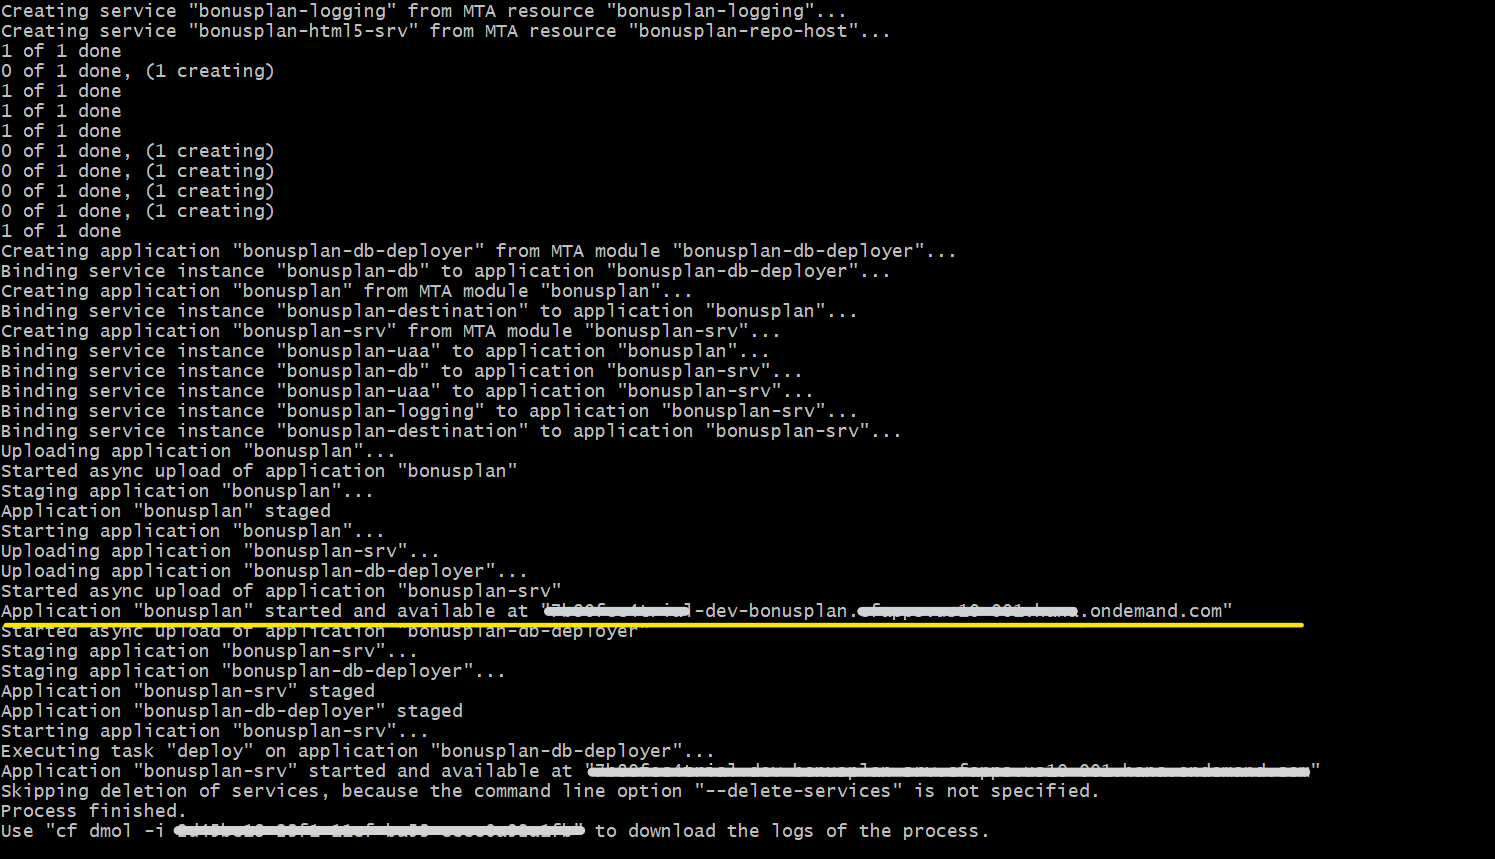 Creating service "bonusplan-logging" from MTA resource "bonusplan-logging"...
Creating service "bonusplan-html5-srv" from MTA resource "bonusplan-repo-host"...
1 of 1 done
0 of 1 done, (1 creating)
1 of 1 done
1 of 1 done
1 of 1 done
0 of 1 done, (1 creating)
0 of 1 done, (1 creating)
0 of 1 done, (1 creating)
0 of 1 done, (1 creating)
1 of 1 done
Creating application "bonusplan-db-deployer" from MTA module "bonusplan-db-deployer"...
Binding service instance "bonusplan-db" to application "bonusplan-db-deployer"...
Creating application "bonusplan" from MTA module "bonusplan"...
Binding service instance "bonusplan-destination" to application "bonusplan"...
Creating application "bonusplan-srv" from MTA module "bonusplan-srv"...
Binding service instance "bonusplan-uaa" to application "bonusplan"...
Binding service instance "bonusplan-db" to application "bonusplan-srv"...
Binding service instance "bonusplan-uaa" to application "bonusplan-srv"...
Binding service instance "bonusplan-logging" to application "bonusplan-srv"...
Binding service instance "bonusplan-destination" to application "bonusplan-srv"...
Uploading application "bonusplan"...
Started async upload of application "bonusplan"
Staging application "bonusplan"...
Application "bonusplan" staged
Starting application "bonusplan"...
Uploading application "bonusplan-srv"...
Uploading application "bonusplan-db-deployer"...
Started async upload of application "bonusplan-srv"
Application "bonusplan" started and available at "-dev-bonusplan..ondemand.com"
Started async upload of application "bonusplan-db-deployer"
Staging application "bonusplan-srv"...
Staging application "bonusplan-db-deployer"...
Application "bonusplan-srv" staged
Application "bonusplan-db-deployer" staged
Starting application "bonusplan-srv"...
Executing task "deploy" on application "bonusplan-db-deployer"...
Application "bonusplan-srv" started and available at ""
Skipping deletion of services, because the command line option "--delete-services" is not specified.
Process finished.
Use "cf dmol -i " to download the logs of the process.